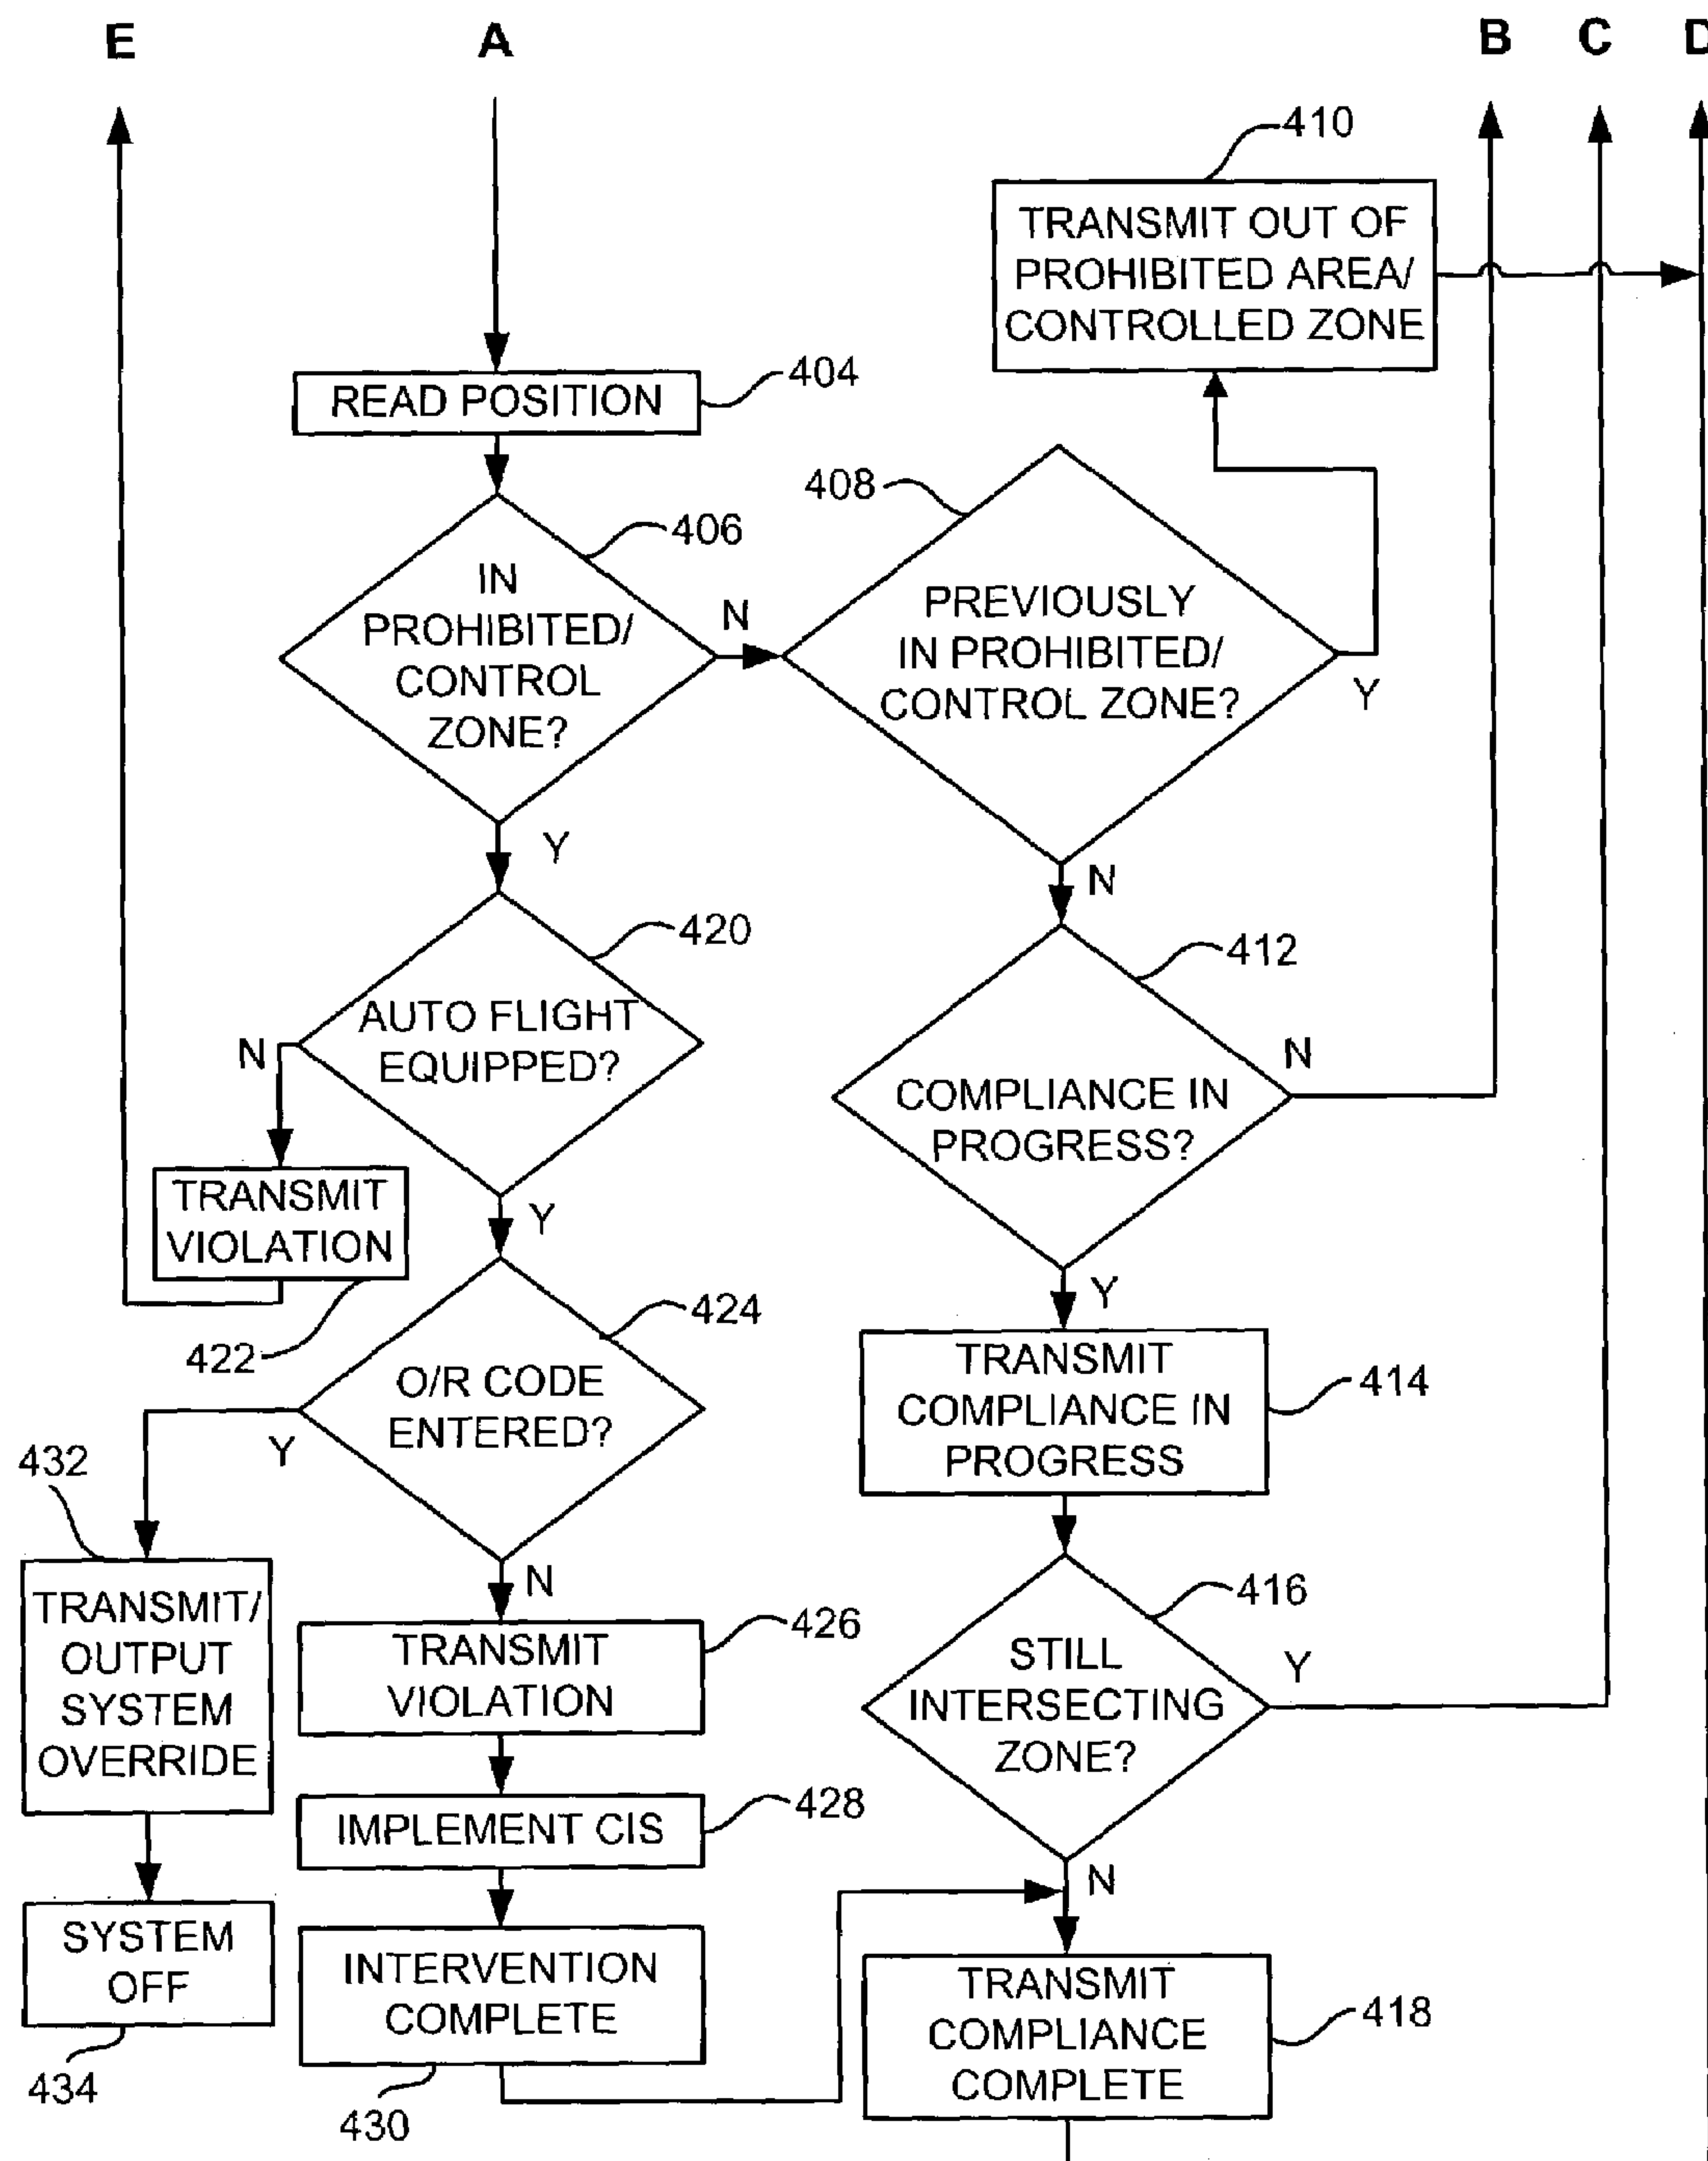 E
A
B
C
D
410
TRANSMIT OUT OF
PROHIBITED AREA/
CONTROLLED ZONE
READ POSITION
404
408
406
IN
PROHIBITED/
CONTROL
ZONE?
N
PREVIOUSLY
IN PROHIBITED/
CONTROL ZONE?
Y
Y
N
420
412
AUTO FLIGHT
EQUIPPED?
N
COMPLIANCE IN
PROGRESS?
N
TRANSMIT
VIOLATION
422
Y
Y
424
O/R CODE
ENTERED?
Y
TRANSMIT
COMPLIANCE IN
PROGRESS
414
432
N
TRANSMIT/
OUTPUT
SYSTEM
OVERRIDE
TRANSMIT
VIOLATION
426
416
STILL
INTERSECTING
ZONE?
Y
IMPLEMENT CIS
428
N
SYSTEM
OFF
434
INTERVENTION
COMPLETE
430
TRANSMIT
COMPLIANCE
COMPLETE
418